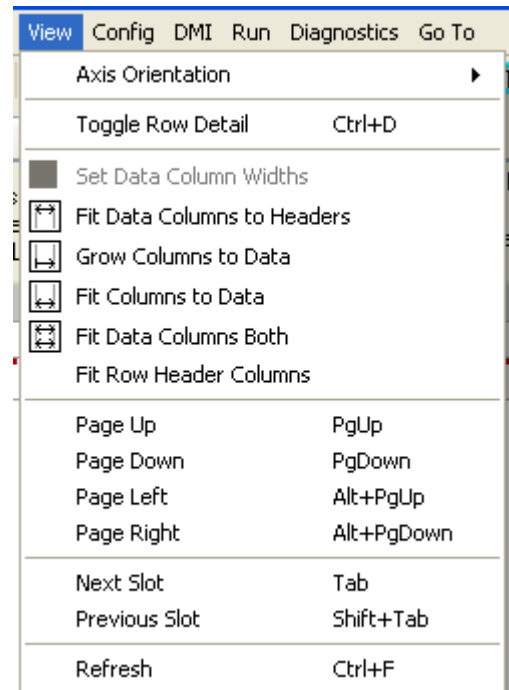 View Config DMI Run Diagnostics Go To
Axis Orientation
Toggle Row Detail Ctrl+D
Set Data Column Widths
Fit Data Columns to Headers
Grow Columns to Data
Fit Columns to Data
Fit Data Columns Both
Fit Row Header Columns
Page Up PgUp
Page Down PgDown
Page Left Alt+PgUp
Page Right Alt+PgDown
Next Slot Tab
Previous Slot Shift+Tab
Refresh Ctrl+F